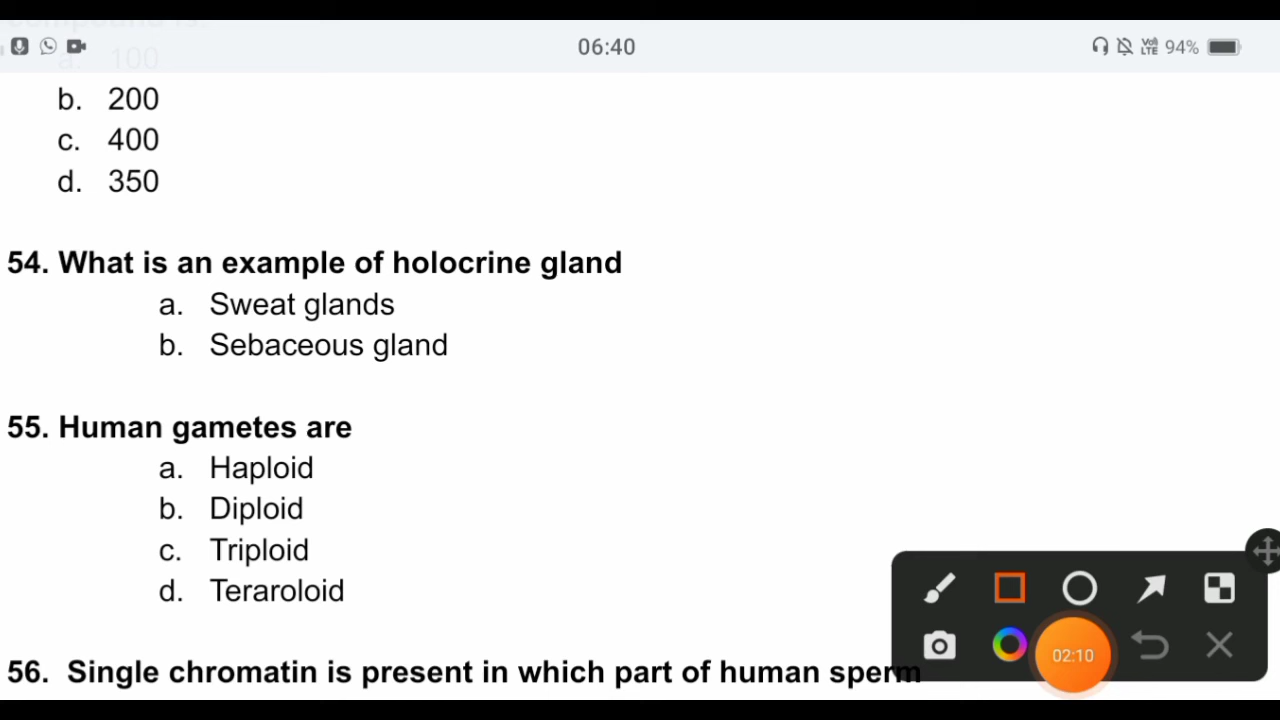 06:40
94%
a. 100
b. 200
c. 400
d. 350
54. What is an example of holocrine gland
a. Sweat glands
b. Sebaceous gland
55. Human gametes are
a. Haploid
b. Diploid
c. Triploid
d. Teraroloid
56. Single chromatin is present in which part of human sperm
02:10